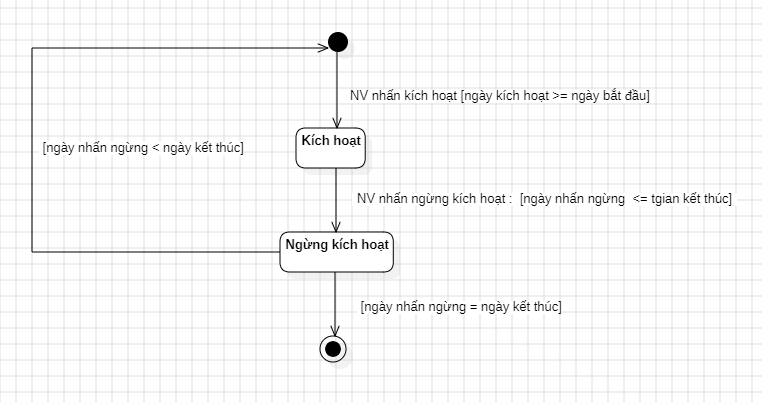 NV nhấn kích hoạt [ngày kích hoạt >= ngày bắt đầu]
Kích hoạt
[ngày nhấn ngừng < ngày kết thúc]
NV nhấn ngừng kích hoạt :  [ngày nhấn ngừng  <= tgian kết thúc]
Ngừng kích hoạt
[ngày nhấn ngừng = ngày kết thúc]